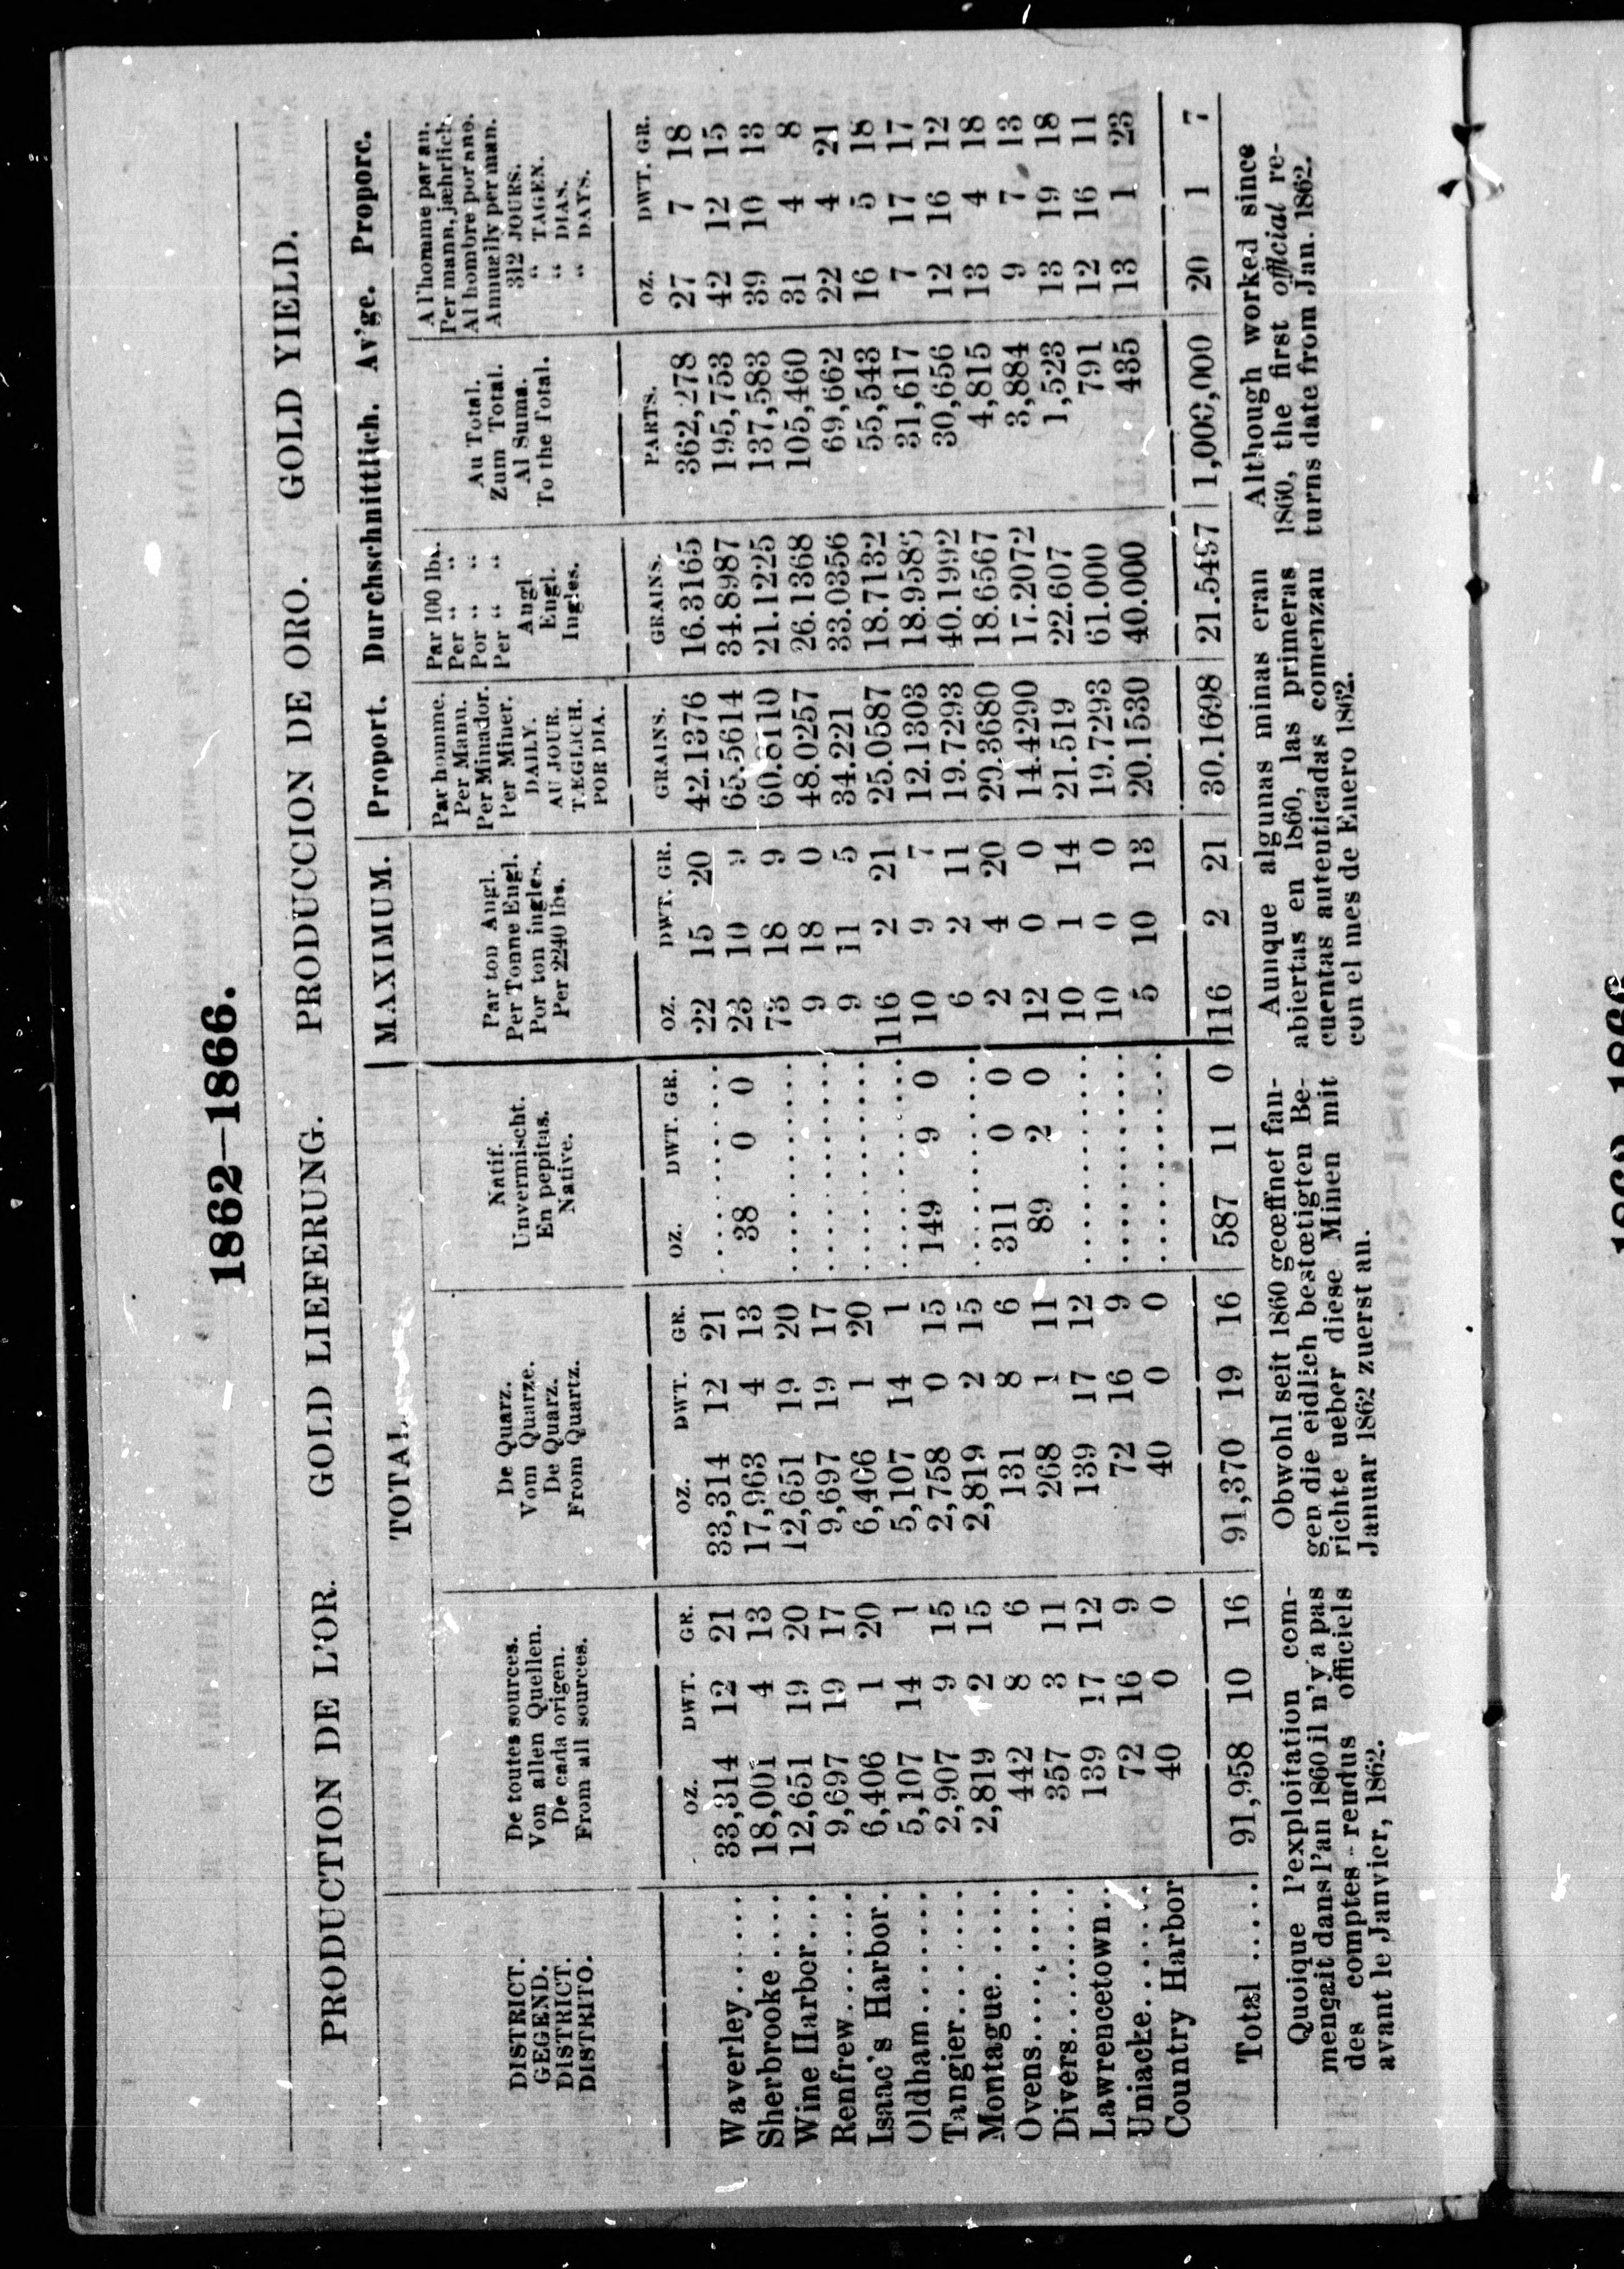 1862–1866.
PRODUCTION DE L'OR. GOLD LIEFERUNG. PRODUCCION DE ORO. GOLD YIELD.
TOTAL. MAXIMUM. Proport. Durchschnittlich. Av'ge. Proporc.
DISTRICT.
GEGEND.
DISTRICT.
DISTRITO.
De toutes sources.
Von allen Quellen.
De cada origen.
From all sources.
De Quarz.
Vom Quarze.
De Quarz.
From Quartz.
Natif.
Unvermischt.
En pepitas.
Native.
Par ton Angl.
Per Tonne Engl.
Por ton ingles.
Per 2240 lbs.
Par homme.
Per Mann.
Per Minador.
Per Miner.
DAILY.
AU JOUR.
TÆGLICH.
POR DIA.
Par 100 lbs.
Per “ “
Por “ “
Per “ “
Angl.
Engl.
Ingles.
Au Total.
Zum Total.
Al Suma.
To the Total.
A l'homme par an.
Per mann, jæhrlich.
Al hombre por ano.
Annually per man.
312 JOURS.
“ TAGEN.
“ DIAS.
“ DAYS.
OZ. DWT. GR. OZ. DWT. GR. OZ. DWT. GR. OZ. DWT. GR. GRAINS. GRAINS. PARTS. OZ. DWT. GR.
Waverley...... 33,314 12 21 33,314 12 21 ........... 22 15 20 42.1376 16.3165 362,278 27 7 18
Sherbrooke.... 18,001 4 13 17,963 4 13 38 0 0 23 10 9 65.5614 34.8987 195,753 42 12 15
Wine Harbor... 12,651 19 20 12,651 19 20 ........... 73 18 9 60.8110 21.1225 137,583 39 10 13
Renfrew...... 9,697 19 17 9,697 19 17 ........... 9 18 0 48.0257 26.1368 105,460 31 4 8
Isaac's Harbor. 6,406 1 20 6,406 1 20 ........... 9 11 5 34.221 33.0356 69,662 22 4 21
Oldham....... 5,107 14 1 5,107 14 1 ........... 116 2 21 25.0587 18.7132 55,543 16 5 18
Tangier....... 2,907 9 15 2,758 0 15 149 9 0 10 9 7 12.1303 31,617 7 17 17
Montague..... 2,819 2 15 2,819 2 15 ........... 6 2 11 19.7293 40.1992 30,656 12 16 12
Ovens........ 442 8 6 131 8 6 311 0 0 2 4 20 29.3680 18.6567 4,815 13 4 18
Divers........ 357 3 11 268 1 11 89 2 0 12 0 0 14.4290 17.2072 3,884 9 7 13
Lawrencetown.. 139 17 12 139 17 12 ........... 10 1 14 21.519 22.607 1,523 13 19 18
Uniacke...... 72 16 9 72 16 9 ........... 10 0 0 19.7293 61.000 791 12 16 11
Country Harbor 40 0 0 40 0 0 ........... 5 10 13 20.1530 40.000 435 13 1 23
Total ..... 91,958 10 16 91,370 19 16 587 11 0 116 2 21 30.1698 21.5497 1,000,000 20 1 7
Quoique l'exploitation com-
mençait dans l'an 1860 il n'y a pas
des comptes-rendus officiels
avant le Janvier, 1862.
Obwohl seit 1860 geœffnet fan-
gen die eidlich bestœtigten Be-
richte ueber diese Minen mit
Januar 1862 zuerst an.
Aunque algunas minas eran
abiertas en 1860, las primeras
cuentas autenticadas comenzan
con el mes de Enero 1862.
Although worked since
1860, the first official re-
turns date from Jan. 1862.